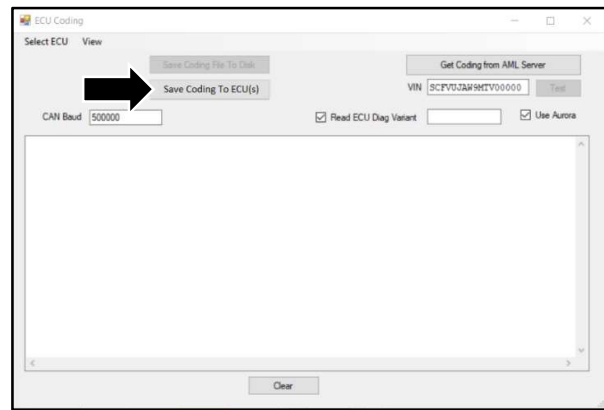 ECU Coding
Select ECU View
Save Coding File To Disk
Get Coding from AML Server
Save Coding To ECU(s)
VIN SCFVUJAW9MTV00000 Test
CAN Baud 500000
Read ECU Diag Variant
Use Aurora
Clear